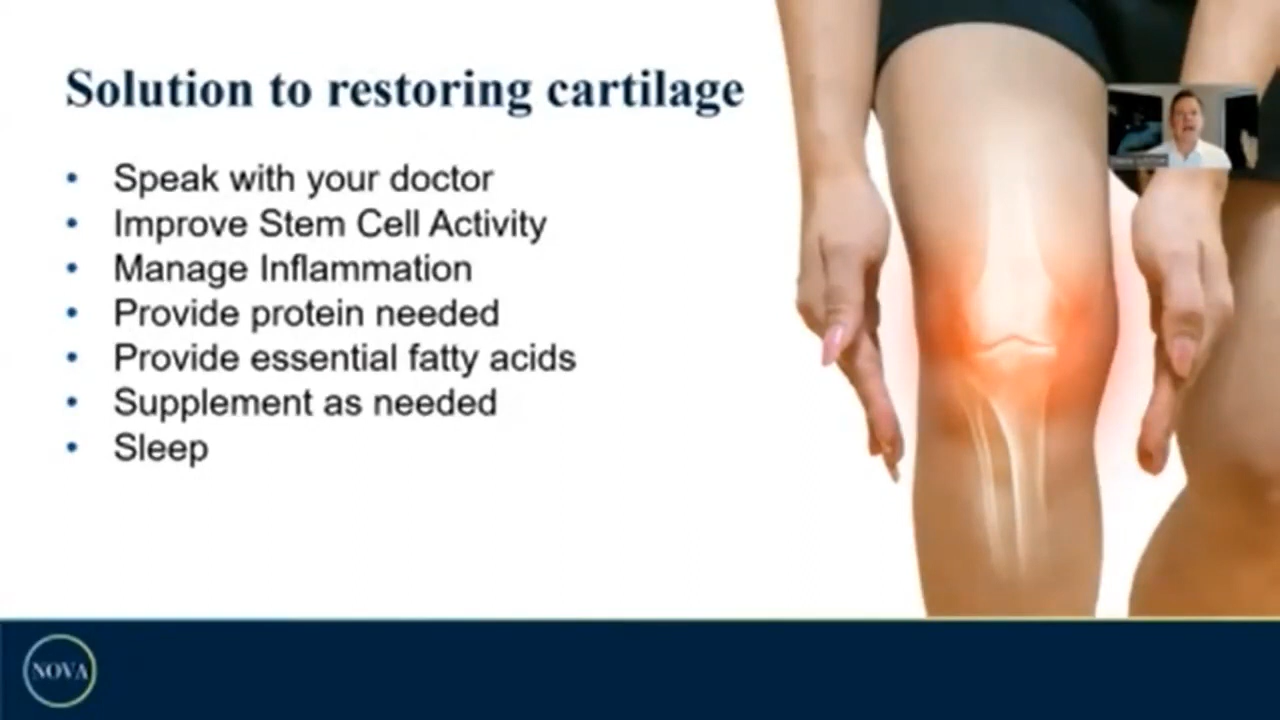 Solution to restoring cartilage
• Speak with your doctor
• Improve Stem Cell Activity
• Manage Inflammation
• Provide protein needed
• Provide essential fatty acids
• Supplement as needed
• Sleep
NOVA